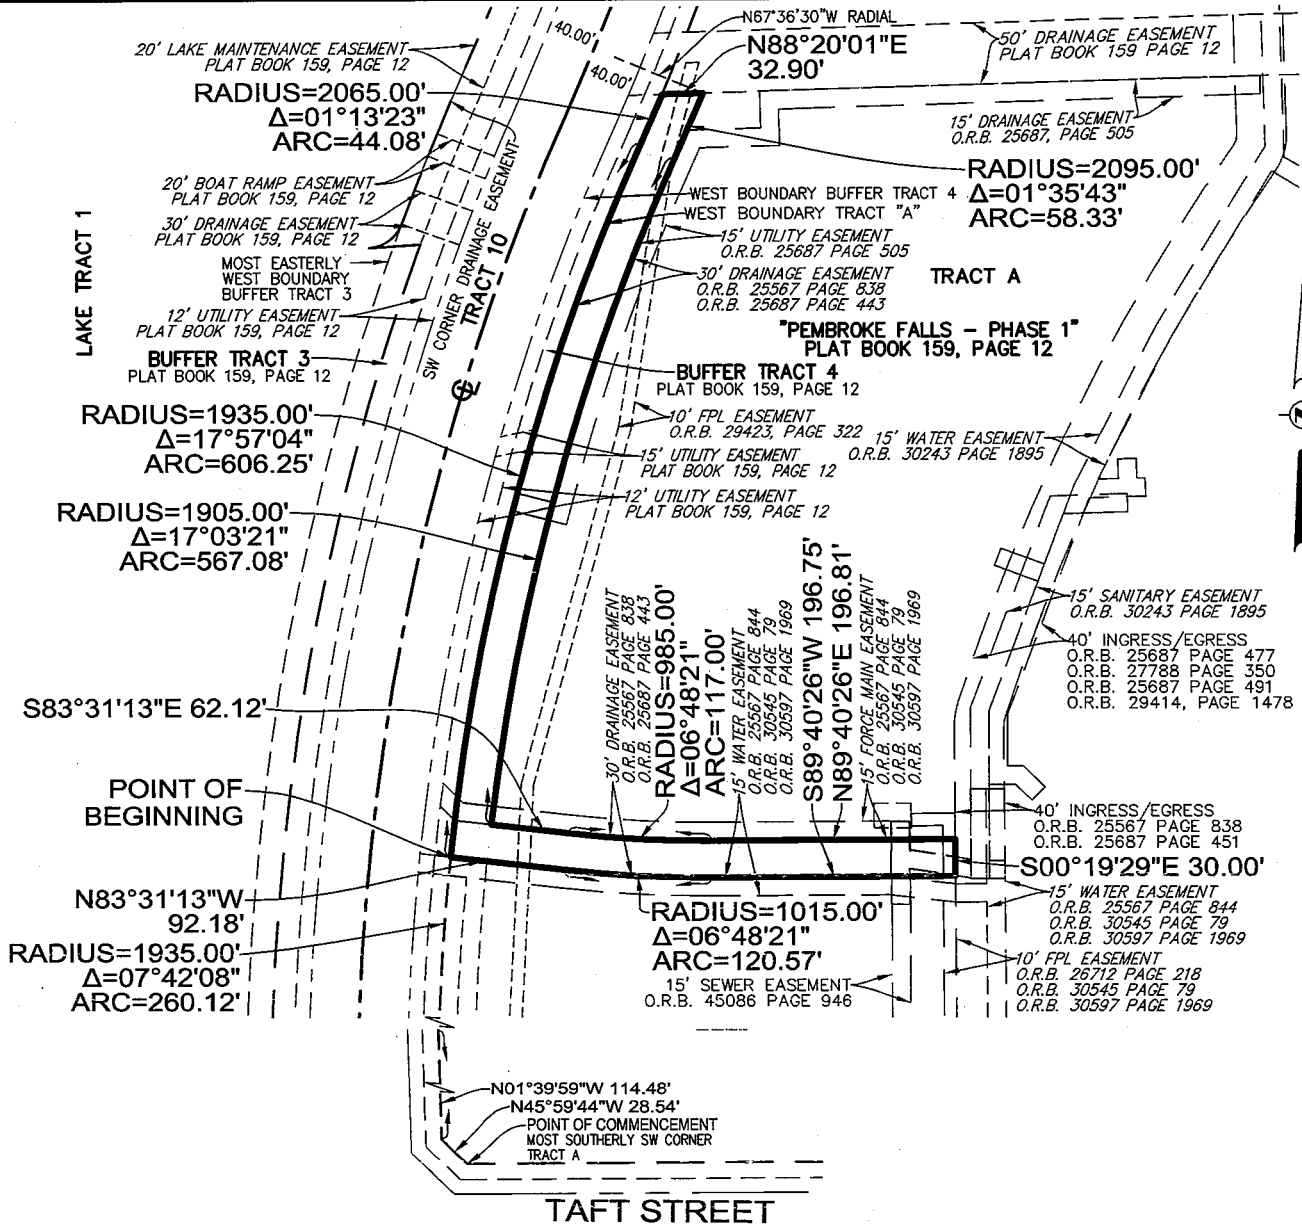 N67°36'30"W RADIAL
N88°20'01"E
32.90'
40.00'
40.00'
50' DRAINAGE EASEMENT
PLAT BOOK 159 PAGE 12
20' LAKE MAINTENANCE EASEMENT
PLAT BOOK 159, PAGE 12
RADIUS=2065.00'
Δ=01°13'23"
ARC=44.08'
15' DRAINAGE EASEMENT
O.R.B. 25687, PAGE 505
RADIUS=2095.00'
Δ=01°35'43"
ARC=58.33'
20' BOAT RAMP EASEMENT
PLAT BOOK 159, PAGE 12
30' DRAINAGE EASEMENT
PLAT BOOK 159, PAGE 12
WEST BOUNDARY BUFFER TRACT 4
WEST BOUNDARY TRACT "A"
15' UTILITY EASEMENT
O.R.B. 25687 PAGE 505
LAKE TRACT 1
MOST EASTERLY
WEST BOUNDARY
BUFFER TRACT 3
SW CORNER DRAINAGE EASEMENT
TRACT 10
30' DRAINAGE EASEMENT
O.R.B. 25567 PAGE 838
O.R.B. 25687 PAGE 443
TRACT A
12' UTILITY EASEMENT
PLAT BOOK 159, PAGE 12
"PEMBROKE FALLS - PHASE 1"
PLAT BOOK 159, PAGE 12
BUFFER TRACT 3
PLAT BOOK 159, PAGE 12
BUFFER TRACT 4
PLAT BOOK 159, PAGE 12
RADIUS=1935.00'
Δ=17°57'04"
ARC=606.25'
10' FPL EASEMENT
O.R.B. 29423, PAGE 322
15' WATER EASEMENT
O.R.B. 30243 PAGE 1895
15' UTILITY EASEMENT
PLAT BOOK 159, PAGE 12
12' UTILITY EASEMENT
PLAT BOOK 159, PAGE 12
RADIUS=1905.00'
Δ=17°03'21"
ARC=567.08'
30' DRAINAGE EASEMENT
O.R.B. 25567 PAGE 838
O.R.B. 25687 PAGE 443
RADIUS=985.00'
Δ=06°48'21"
ARC=117.00'
15' WATER EASEMENT
O.R.B. 25567 PAGE 844
O.R.B. 30545 PAGE 79
O.R.B. 30597 PAGE 1969
S89°40'26"W 196.75'
N89°40'26"E 196.81'
15' FORCE MAIN EASEMENT
O.R.B. 25567 PAGE 844
O.R.B. 30545 PAGE 79
O.R.B. 30597 PAGE 1969
15' SANITARY EASEMENT
O.R.B. 30243 PAGE 1895
40' INGRESS/EGRESS
O.R.B. 25687 PAGE 477
O.R.B. 27788 PAGE 350
O.R.B. 25687 PAGE 491
O.R.B. 29414, PAGE 1478
S83°31'13"E 62.12'
POINT OF
BEGINNING
40' INGRESS/EGRESS
O.R.B. 25567 PAGE 838
O.R.B. 25687 PAGE 451
S00°19'29"E 30.00'
N83°31'13"W
92.18'
RADIUS=1935.00'
Δ=07°42'08"
ARC=260.12'
RADIUS=1015.00'
Δ=06°48'21"
ARC=120.57'
15' WATER EASEMENT
O.R.B. 25567 PAGE 844
O.R.B. 30545 PAGE 79
O.R.B. 30597 PAGE 1969
15' SEWER EASEMENT
O.R.B. 45086 PAGE 946
10' FPL EASEMENT
O.R.B. 26712 PAGE 218
O.R.B. 30545 PAGE 79
O.R.B. 30597 PAGE 1969
N01°39'59"W 114.48'
N45°59'44"W 28.54'
POINT OF COMMENCEMENT
MOST SOUTHERLY SW CORNER
TRACT A
TAFT STREET